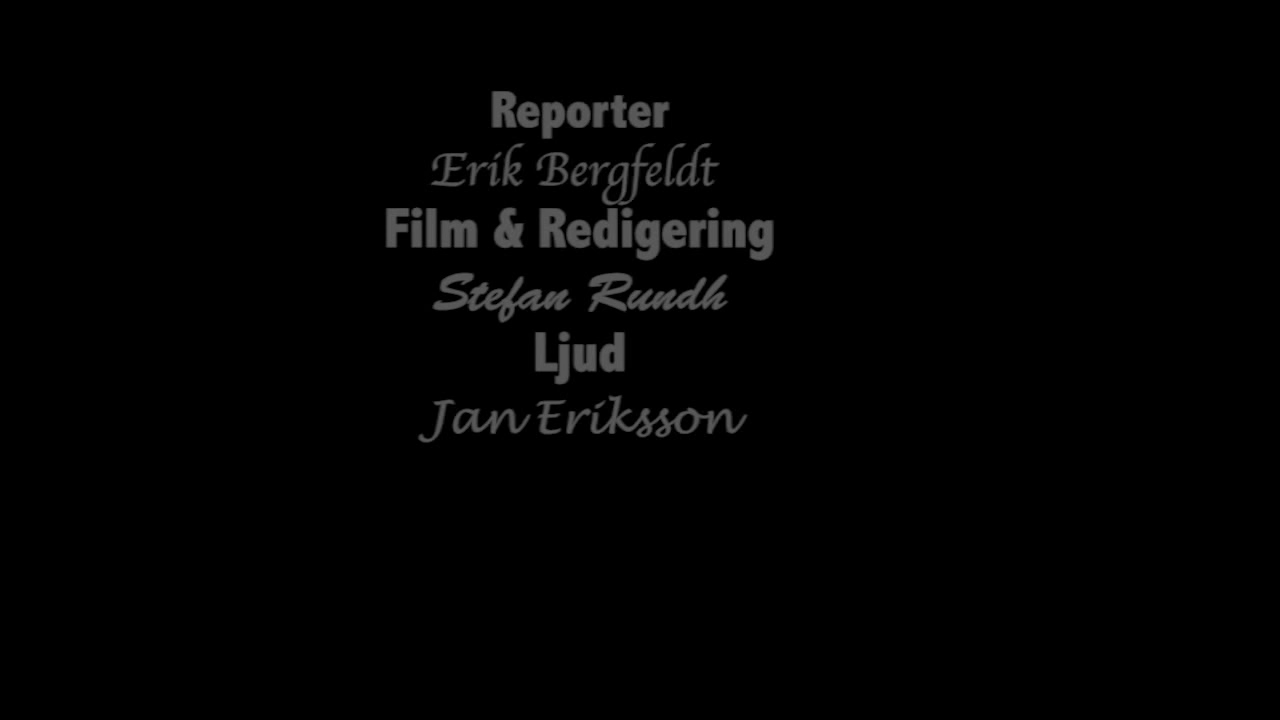 Reporter
Erik Bergfeldt
Film & Redigering
Stefan Rundh
Ljud
Jan Eriksson